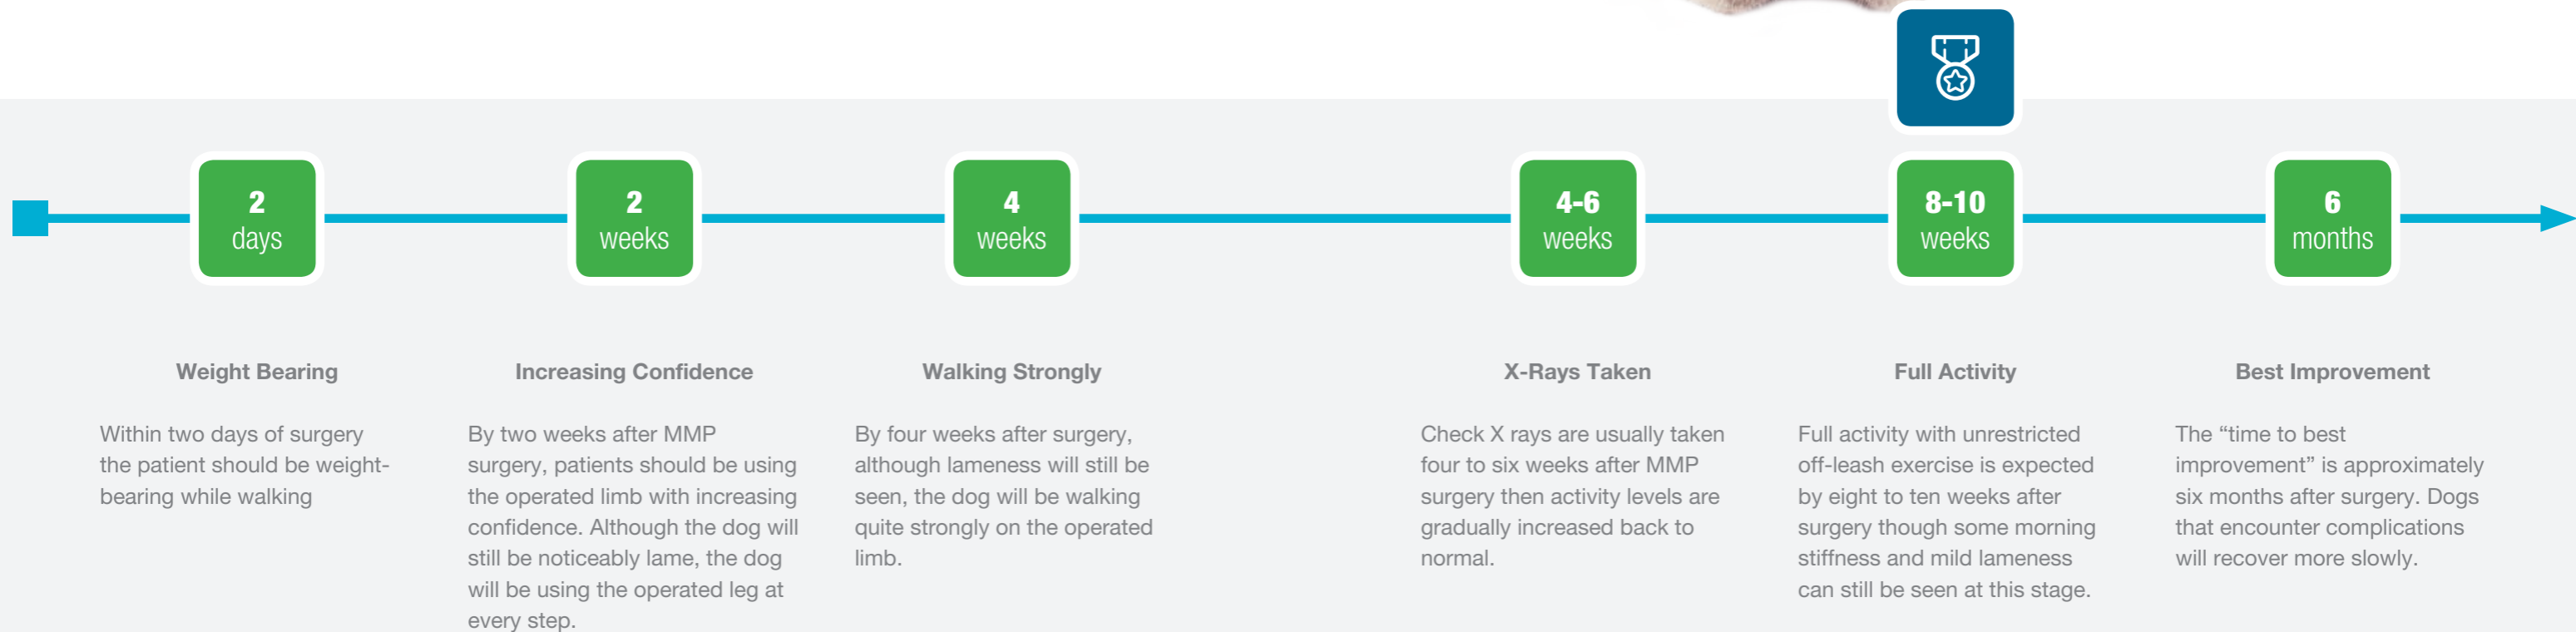 2
days
2
weeks
4
weeks
4-6
weeks
8-10
weeks
6
months
Weight Bearing
Within two days of surgery
the patient should be weight-
bearing while walking
Increasing Confidence
By two weeks after MMP
surgery, patients should be using
the operated limb with increasing
confidence. Although the dog will
still be noticeably lame, the dog
will be using the operated leg at
every step.
Walking Strongly
By four weeks after surgery,
although lameness will still be
seen, the dog will be walking
quite strongly on the operated
limb.
X-Rays Taken
Check X rays are usually taken
four to six weeks after MMP
surgery then activity levels are
gradually increased back to
normal.
Full Activity
Full activity with unrestricted
off-leash exercise is expected
by eight to ten weeks after
surgery though some morning
stiffness and mild lameness
can still be seen at this stage.
Best Improvement
The “time to best
improvement” is approximately
six months after surgery. Dogs
that encounter complications
will recover more slowly.